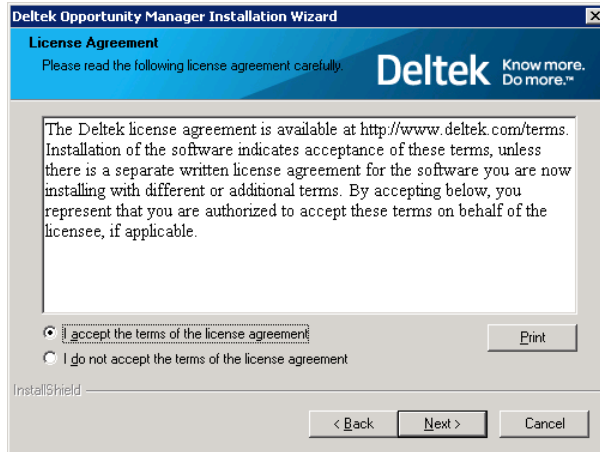 Deltek Opportunity Manager Installation Wizard
License Agreement
Please read the following license agreement carefully.
Deltek Know more.
Do more.™
The Deltek license agreement is available at http://www.deltek.com/terms.
Installation of the software indicates acceptance of these terms, unless
there is a separate written license agreement for the software you are now
installing with different or additional terms. By accepting below, you
represent that you are authorized to accept these terms on behalf of the
licensee, if applicable.
I accept the terms of the license agreement
Print
I do not accept the terms of the license agreement
InstallShield
< Back Next > Cancel